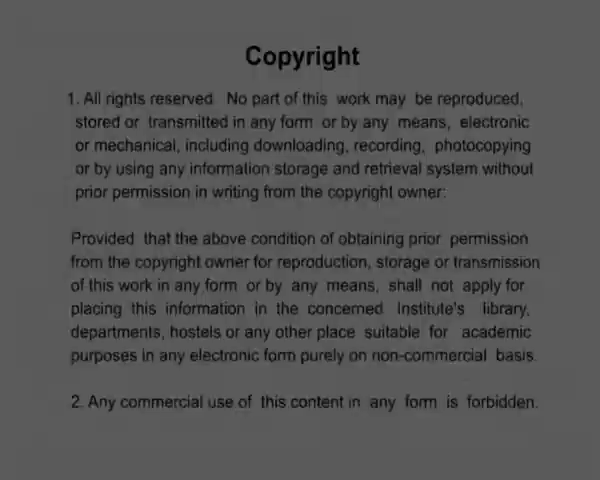 Copyright
1. All rights reserved. No part of this work may be reproduced,
stored or transmitted in any form or by any means, electronic
or mechanical, including downloading, recording, photocopying
or by using any information storage and retrieval system without
prior permission in writing from the copyright owner:
Provided that the above condition of obtaining prior permission
from the copyright owner for reproduction, storage or transmission
of this work in any form or by any means, shall not apply for
placing this information in the concerned Institute's library,
departments, hostels or any other place suitable for academic
purposes in any electronic form purely on non-commercial basis.
2. Any commercial use of this content in any form is forbidden.